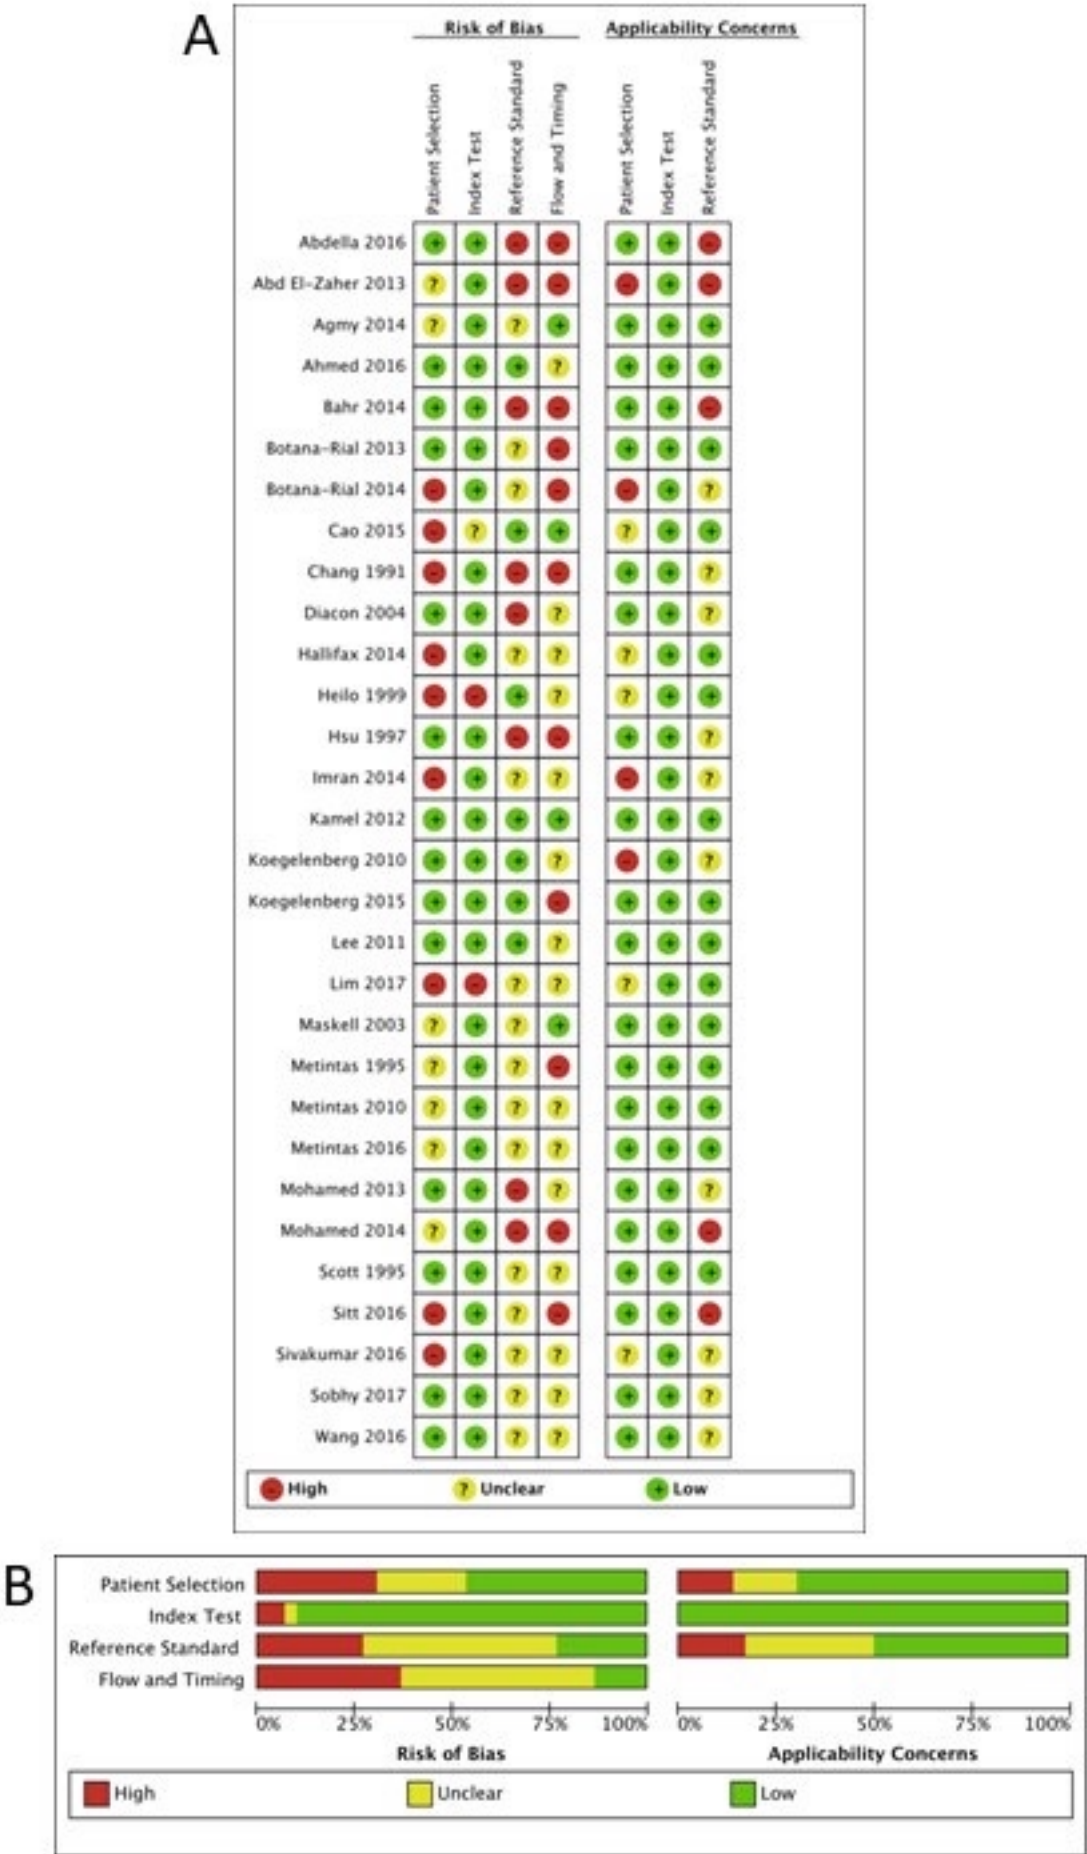 A
Risk of Bias Applicability Concerns
Patient Selection Index Test Reference Standard Flow and Timing Patient Selection Index Test Reference Standard
Abdella 2016 + + - - + + -
Abd El-Zaher 2013 ? + - - - + -
Agmy 2014 ? + ? + + + +
Ahmed 2016 + + + ? + + +
Bahr 2014 + + - - + + -
Botana-Rial 2013 + + ? - + + +
Botana-Rial 2014 - + ? - - + ?
Cao 2015 - ? + + ? + +
Chang 1991 - + - - + + ?
Diacon 2004 + + - ? + + ?
Hallifax 2014 - + ? ? ? + +
Heilo 1999 - - + ? ? + +
Hsu 1997 + + - - + + ?
Imran 2014 - + ? ? - + ?
Kamel 2012 + + + + + + +
Koegelenberg 2010 + + + ? - + ?
Koegelenberg 2015 + + + - + + +
Lee 2011 + + + ? + + +
Lim 2017 - - ? ? ? + +
Maskell 2003 ? + ? + + + +
Metintas 1995 ? + ? - + + +
Metintas 2010 ? + ? ? + + +
Metintas 2016 ? + ? ? + + +
Mohamed 2013 + + - ? + + ?
Mohamed 2014 ? + - - + + -
Scott 1995 + + ? ? + + +
Sitt 2016 - + ? - + + -
Sivakumar 2016 - + ? ? ? + ?
Sobhy 2017 + + ? ? + + ?
Wang 2016 + + ? ? + + ?
- High ? Unclear + Low
B
Patient Selection
Index Test
Reference Standard
Flow and Timing
0% 25% 50% 75% 100% 0% 25% 50% 75% 100%
Risk of Bias Applicability Concerns
High Unclear Low